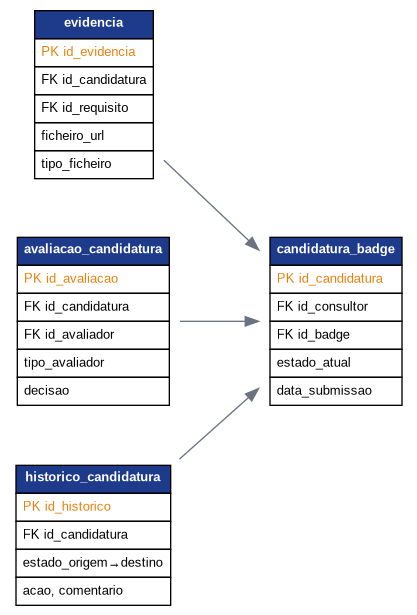 evidencia
PK id_evidencia
FK id_candidatura
FK id_requisito
ficheiro_url
tipo_ficheiro
avaliacao_candidatura
PK id_avaliacao
FK id_candidatura
FK id_avaliador
tipo_avaliador
decisao
candidatura_badge
PK id_candidatura
FK id_consultor
FK id_badge
estado_atual
data_submissao
historico_candidatura
PK id_historico
FK id_candidatura
estado_origem→destino
acao, comentario